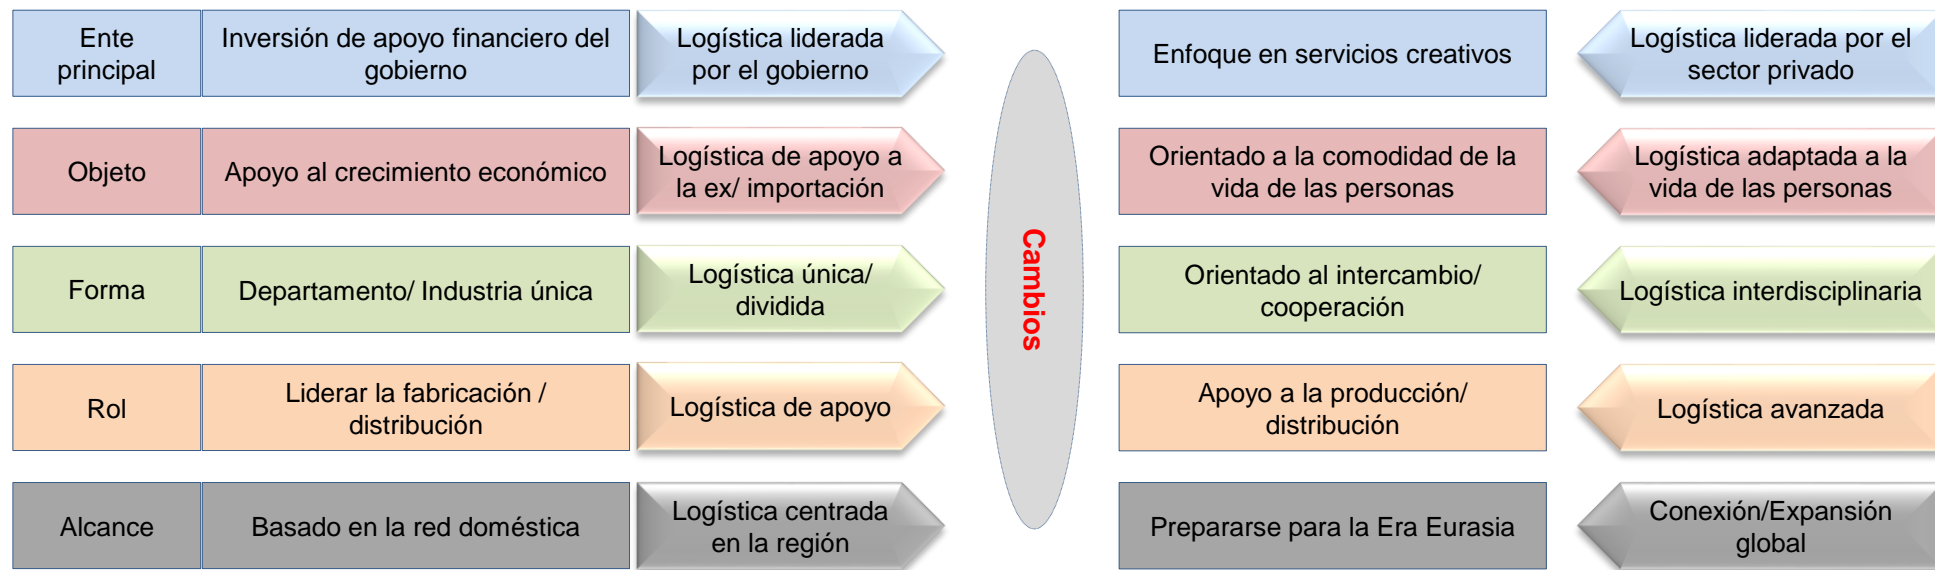 Ente
principal
Inversión de apoyo financiero del
gobierno
Logística liderada
por el gobierno
Enfoque en servicios creativos
Logística liderada por el
sector privado
Objeto
Apoyo al crecimiento económico
Logística de apoyo a
la ex/ importación
Orientado a la comodidad de la
vida de las personas
Logística adaptada a la
vida de las personas
Cambios
Forma
Departamento/ Industria única
Logística única/
dividida
Orientado al intercambio/
cooperación
Logística interdisciplinaria
Rol
Liderar la fabricación /
distribución
Logística de apoyo
Apoyo a la producción/
distribución
Logística avanzada
Alcance
Basado en la red doméstica
Logística centrada
en la región
Prepararse para la Era Eurasia
Conexión/Expansión
global